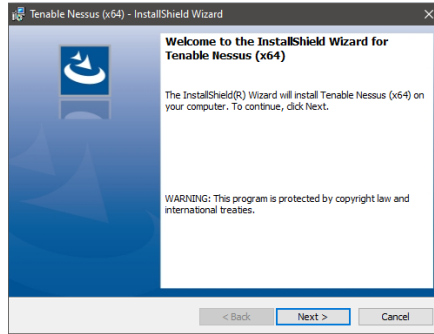 Tenable Nessus (x64) - InstallShield Wizard
Welcome to the InstallShield Wizard for
Tenable Nessus (x64)
The InstallShield(R) Wizard will install Tenable Nessus (x64) on
your computer. To continue, click Next.
WARNING: This program is protected by copyright law and
international treaties.
< Back
Next >
Cancel